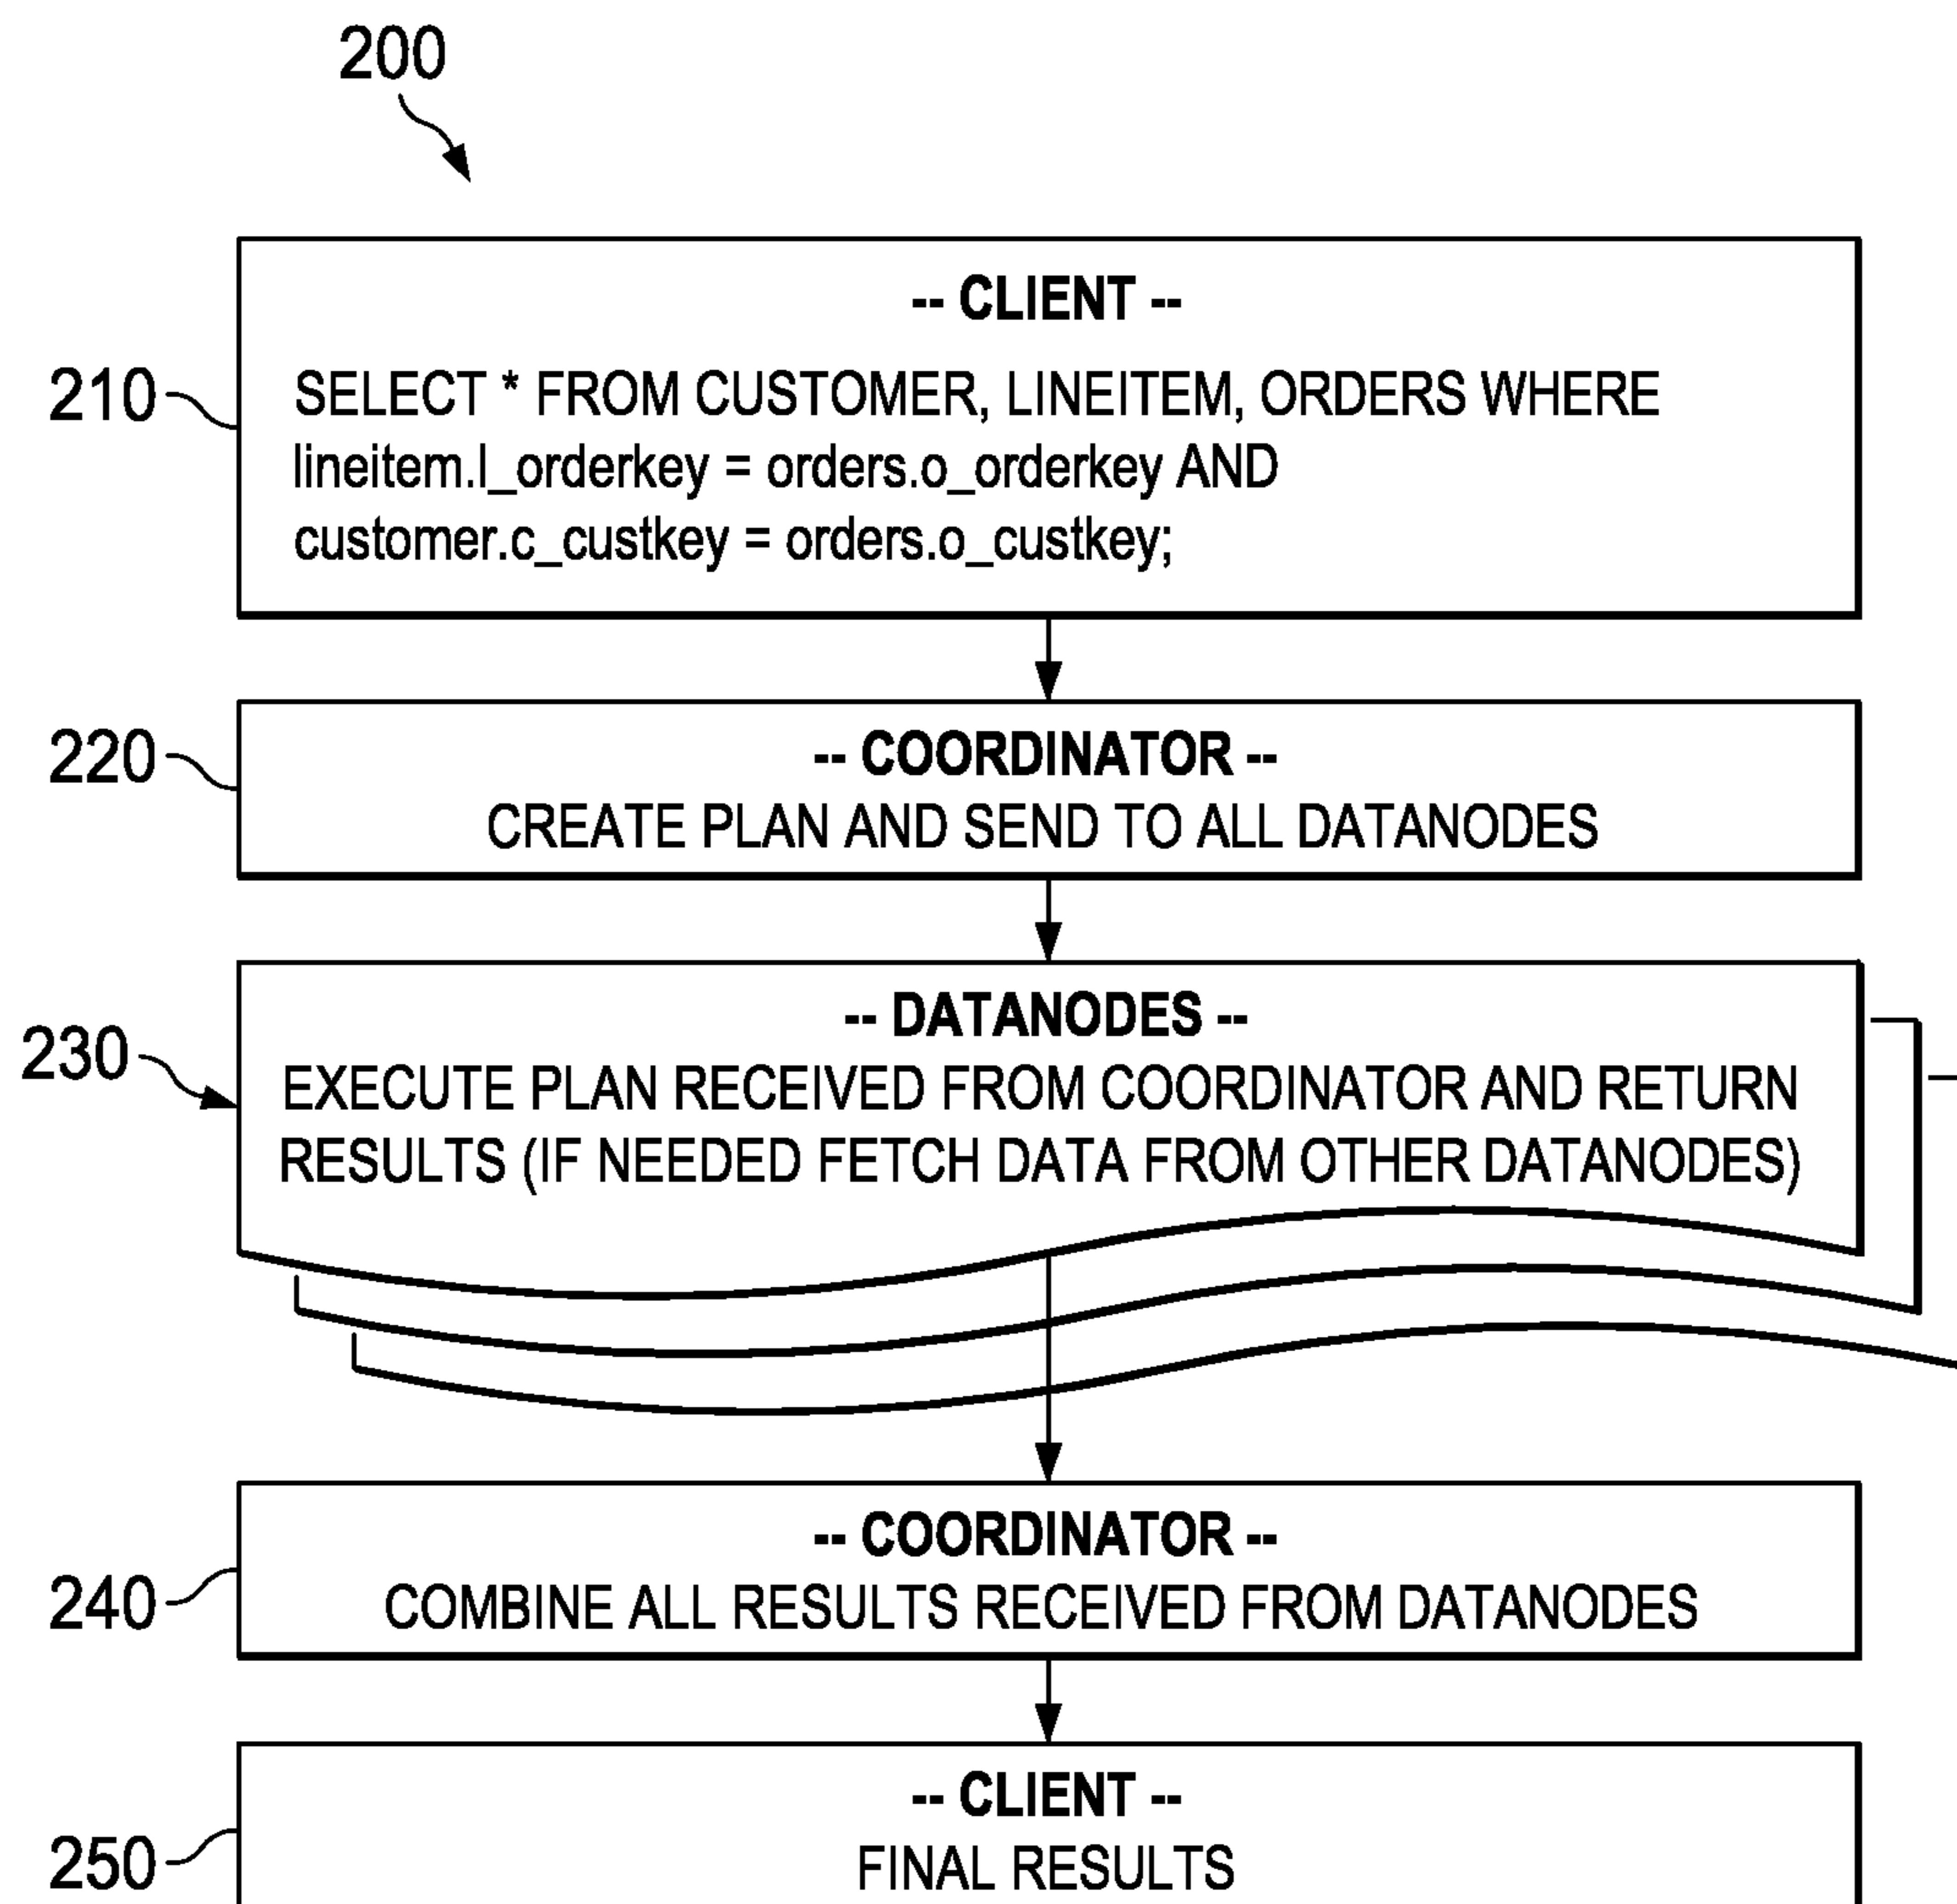 200
-- CLIENT --
210
SELECT * FROM CUSTOMER, LINEITEM, ORDERS WHERE
lineitem.l_orderkey = orders.o_orderkey AND
customer.c_custkey = orders.o_custkey;
220
-- COORDINATOR --
CREATE PLAN AND SEND TO ALL DATANODES
230
-- DATANODES --
EXECUTE PLAN RECEIVED FROM COORDINATOR AND RETURN
RESULTS (IF NEEDED FETCH DATA FROM OTHER DATANODES)
240
-- COORDINATOR --
COMBINE ALL RESULTS RECEIVED FROM DATANODES
250
-- CLIENT --
FINAL RESULTS